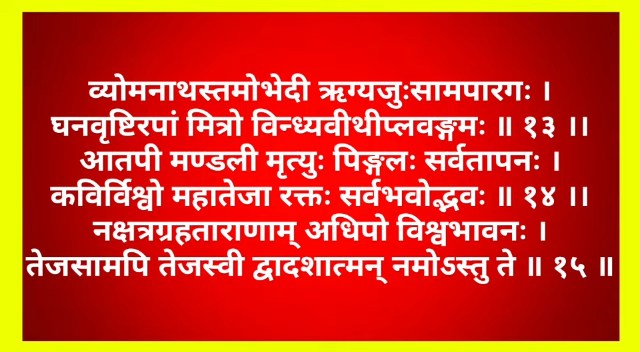 व्योमनाथस्तमोभेदी ऋग्यजुःसामपारगः ।
घनवृष्टिरपां मित्रो विन्ध्यवीथीप्लवङ्गमः ॥ १३ ।।
आतपी मण्डली मृत्युः पिङ्गलः सर्वतापनः ।
कविर्विश्वो महातेजा रक्तः सर्वभवोद्भवः ॥ १४ ।।
नक्षत्रग्रहताराणाम् अधिपो विश्वभावनः ।
तेजसामपि तेजस्वी द्वादशात्मन् नमोऽस्तु ते ॥ १५ ॥